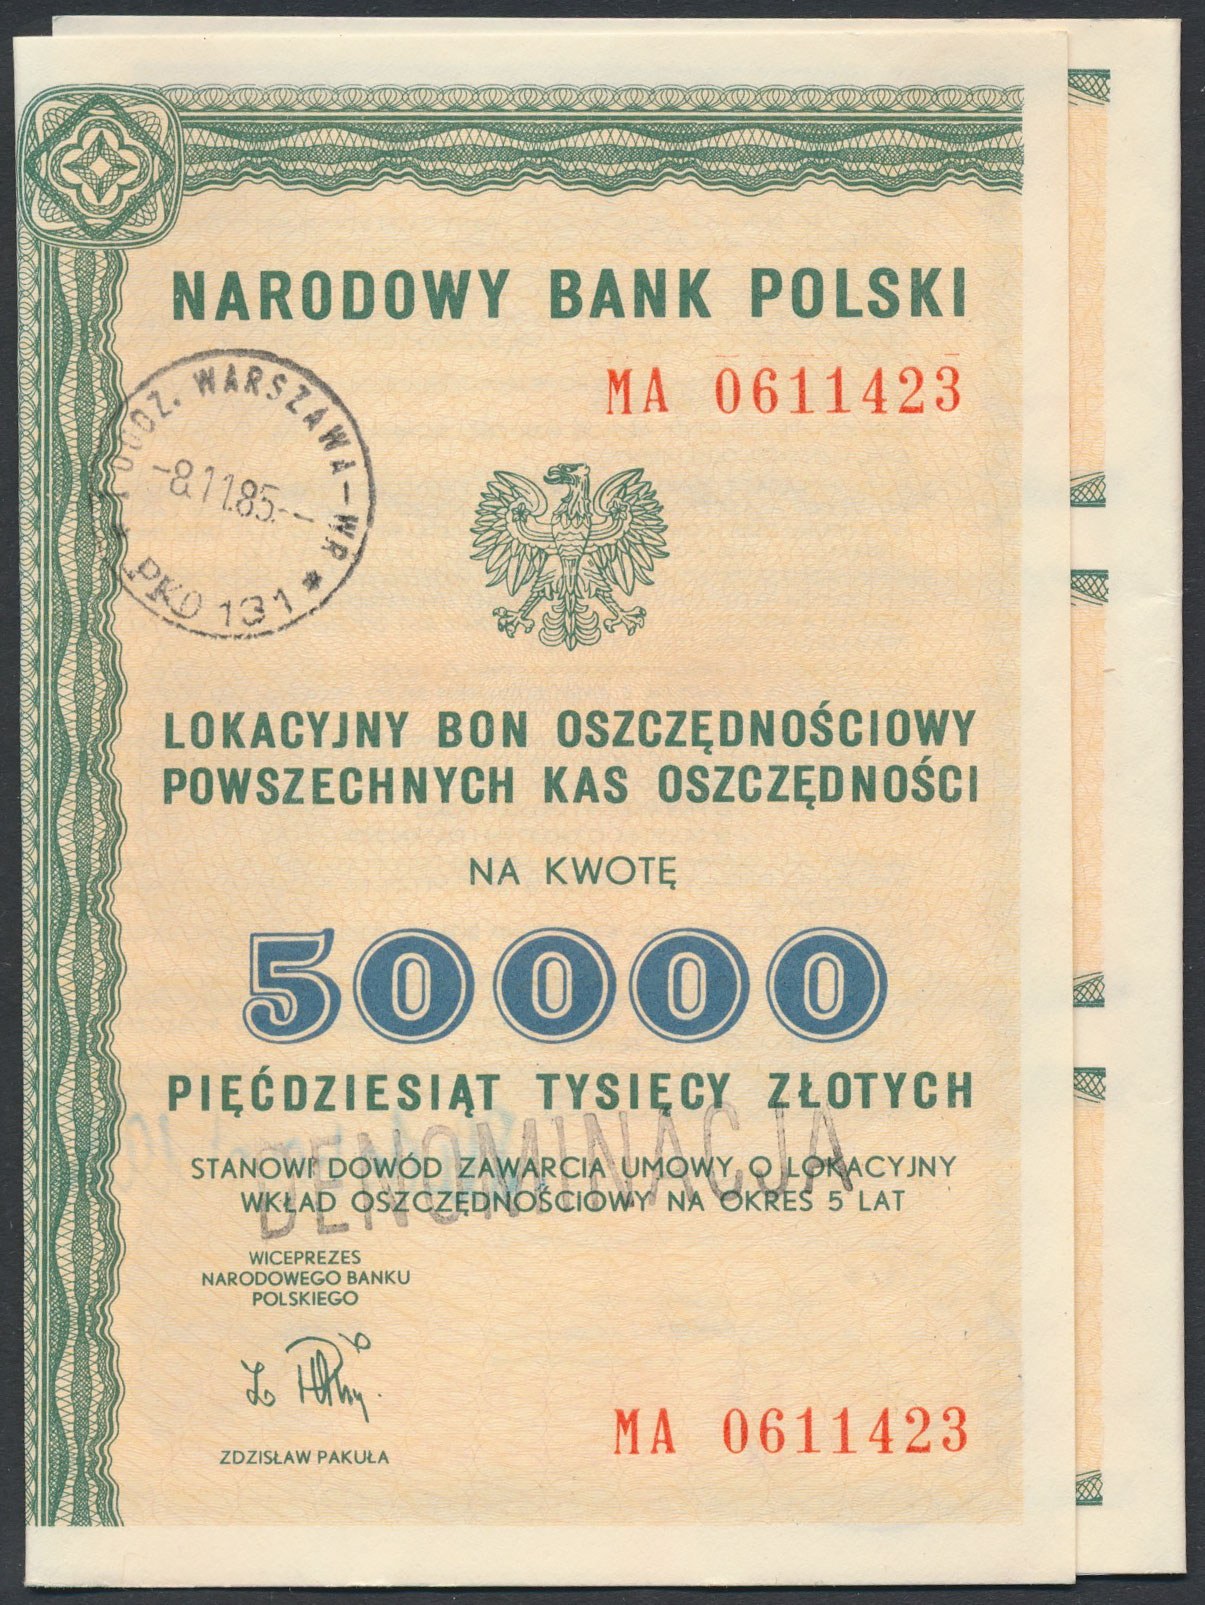 NARODOWY BANK POLSKI
MA 0611423
ODDZ. WARSZAWA-WR *
-8.11.85.--
PKO 131
LOKACYJNY BON OSZCZĘDNOŚCIOWY
POWSZECHNYCH KAS OSZCZĘDNOŚCI
NA KWOTĘ
50000
PIĘĆDZIESIĄT TYSIĘCY ZŁOTYCH
DENOMINACJA
STANOWI DOWÓD ZAWARCIA UMOWY O LOKACYJNY
WKŁAD OSZCZĘDNOŚCIOWY NA OKRES 5 LAT
WICEPREZES
NARODOWEGO BANKU
POLSKIEGO
ZDZISŁAW PAKUŁA
MA 0611423